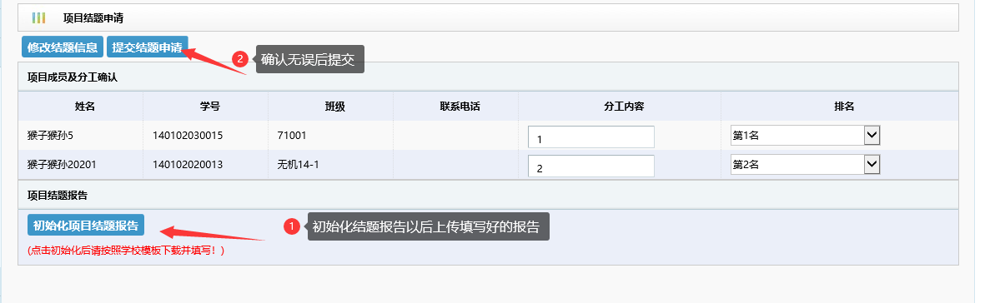 项目结题申请
修改结题信息 提交结题申请
2 确认无误后提交
项目成员及分工确认
姓名 学号 班级 联系电话 分工内容 排名
猴子猴孙5 140102030015 71001 1 第1名
猴子猴孙20201 140102020013 无机14-1 2 第2名
项目结题报告
初始化项目结题报告
1 初始化结题报告以后上传填写好的报告
(点击初始化后请按照学校模板下载并填写！)